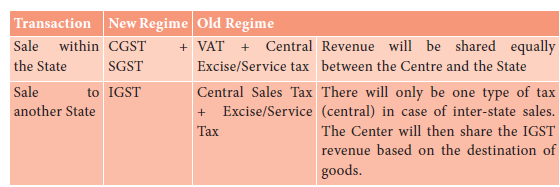 Transaction New Regime Old Regime
Sale within the State CGST + SGST VAT + Central Excise/Service tax Revenue will be shared equally between the Centre and the State
Sale to another State IGST Central Sales Tax + Excise/Service Tax There will only be one type of tax (central) in case of inter-state sales. The Center will then share the IGST revenue based on the destination of goods.